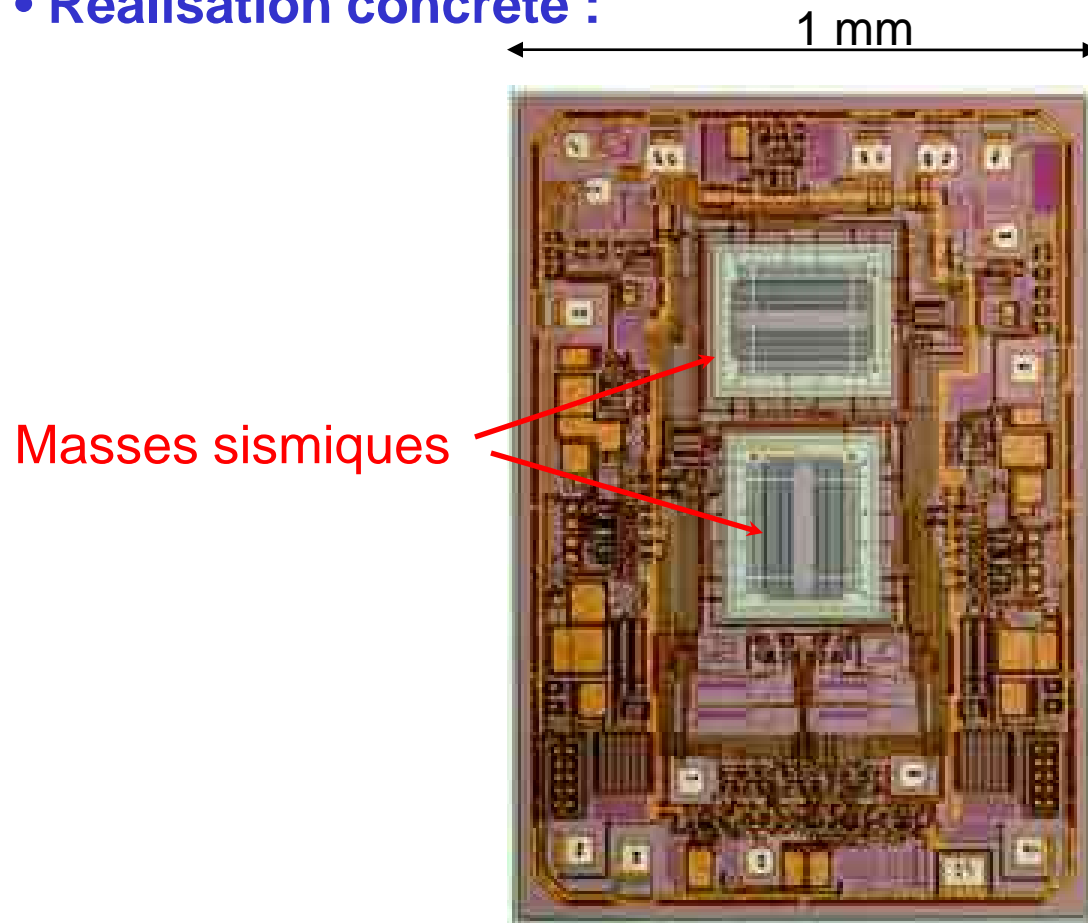 • Réalisation concrète :
1 mm
Masses sismiques